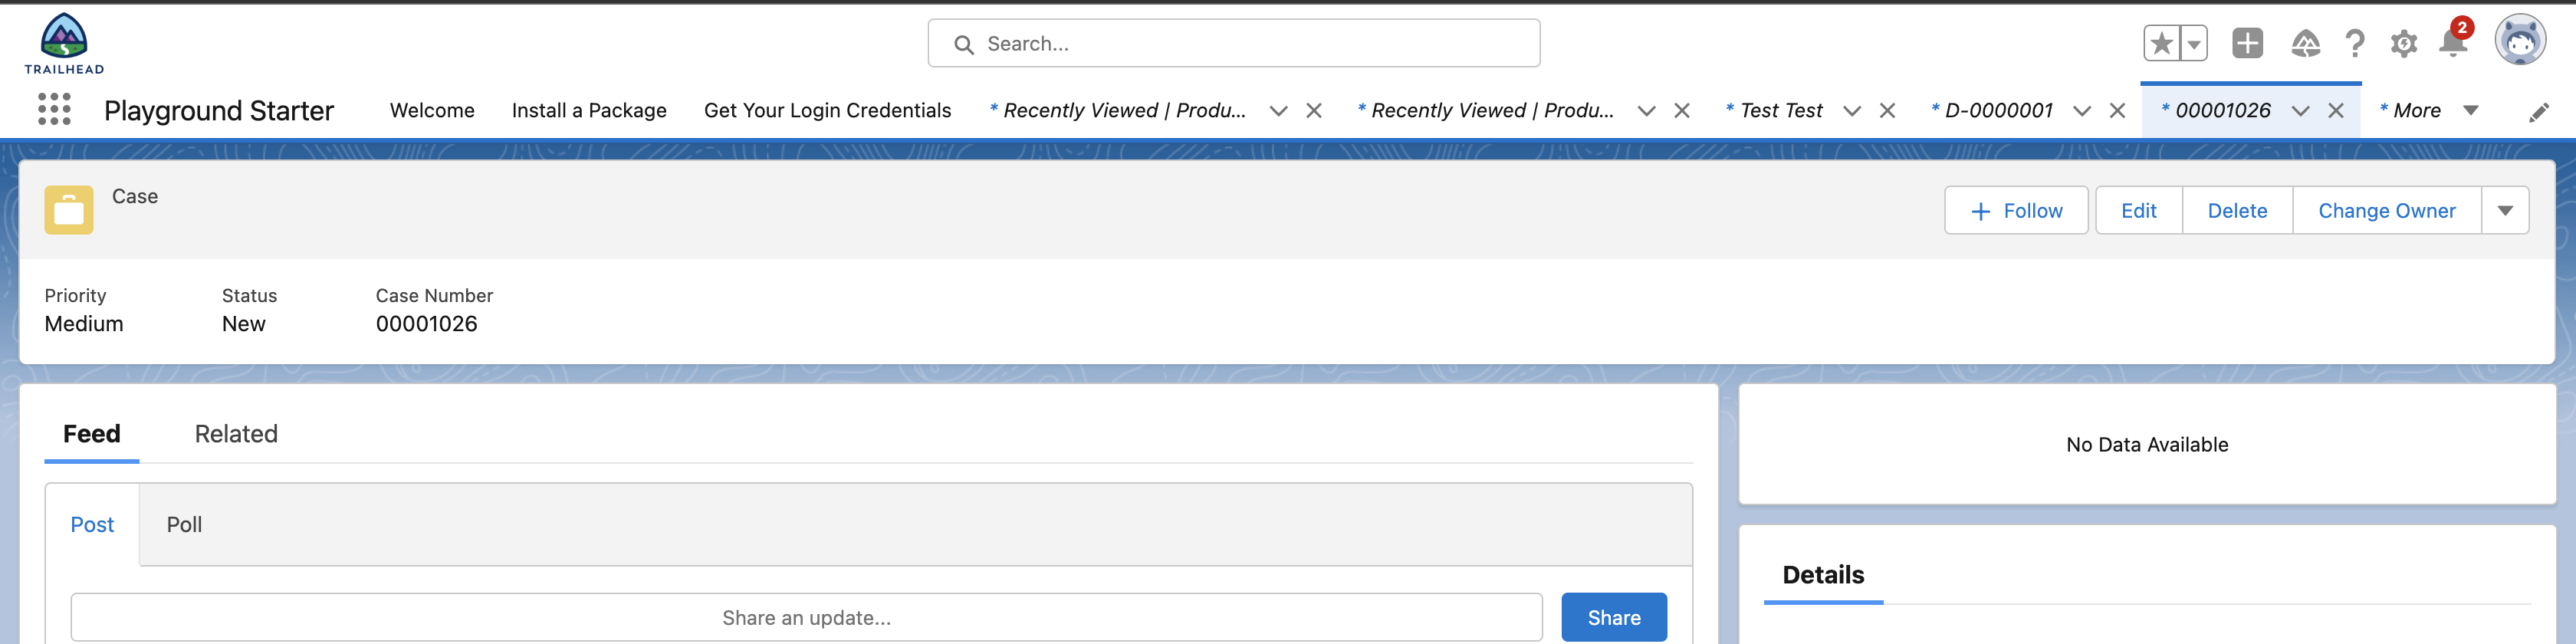 TRAILHEAD
Search...
2
Playground Starter
Welcome
Install a Package
Get Your Login Credentials
* Recently Viewed | Produ...
* Recently Viewed | Produ...
* Test Test
* D-0000001
* 00001026
* More
Case
Follow
Edit
Delete
Change Owner
Priority
Medium
Status
New
Case Number
00001026
Feed
Related
Post
Poll
Share an update...
Share
No Data Available
Details